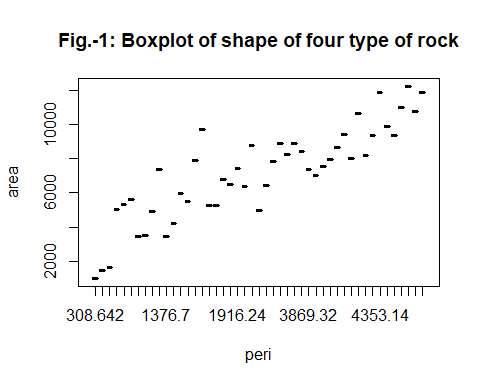 Fig.-1: Boxplot of shape of four type of rock
area
10000
6000
2000
308.642 1376.7 1916.24 3869.32 4353.14
peri